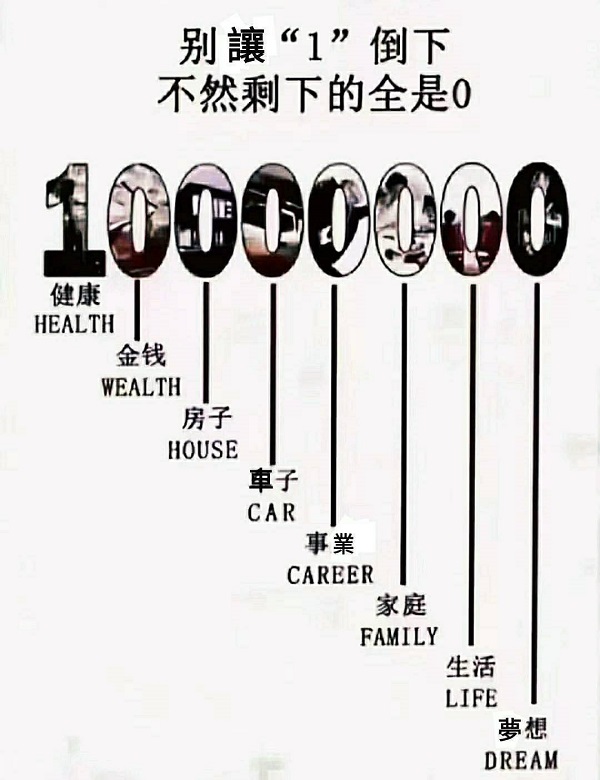 别讓“1”倒下
不然剩下的全是0
10000000
健康
HEALTH
金钱
WEALTH
房子
HOUSE
車子
CAR
事業
CAREER
家庭
FAMILY
生活
LIFE
夢想
DREAM